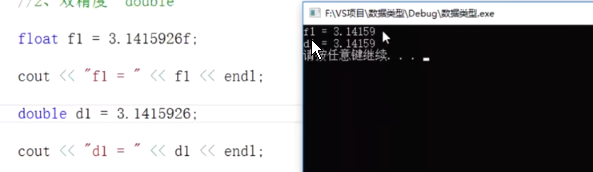 //2、双精度 double
float f1 = 3.1415926f;
cout << "f1 = " << f1 << endl;
double d1 = 3.1415926;
cout << "d1 = " << d1 << endl;
F:\VS项目\数据类型\Debug\数据类型.exe
f1 = 3.14159
d1 = 3.14159
请按任意键继续. . .